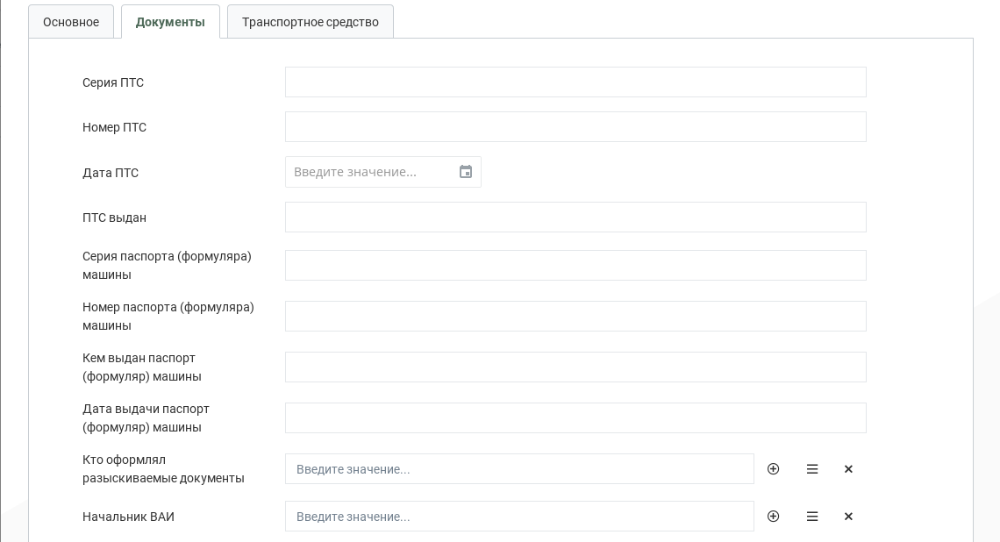 Основное
Документы
Транспортное средство
Серия ПТС
Номер ПТС
Дата ПТС
Введите значение...
ПТС выдан
Серия паспорта (формуляра)
машины
Номер паспорта (формуляра)
машины
Кем выдан паспорт
(формуляр) машины
Дата выдачи паспорт
(формуляр) машины
Кто оформлял
разыскиваемые документы
Введите значение...
Начальник ВАИ
Введите значение...